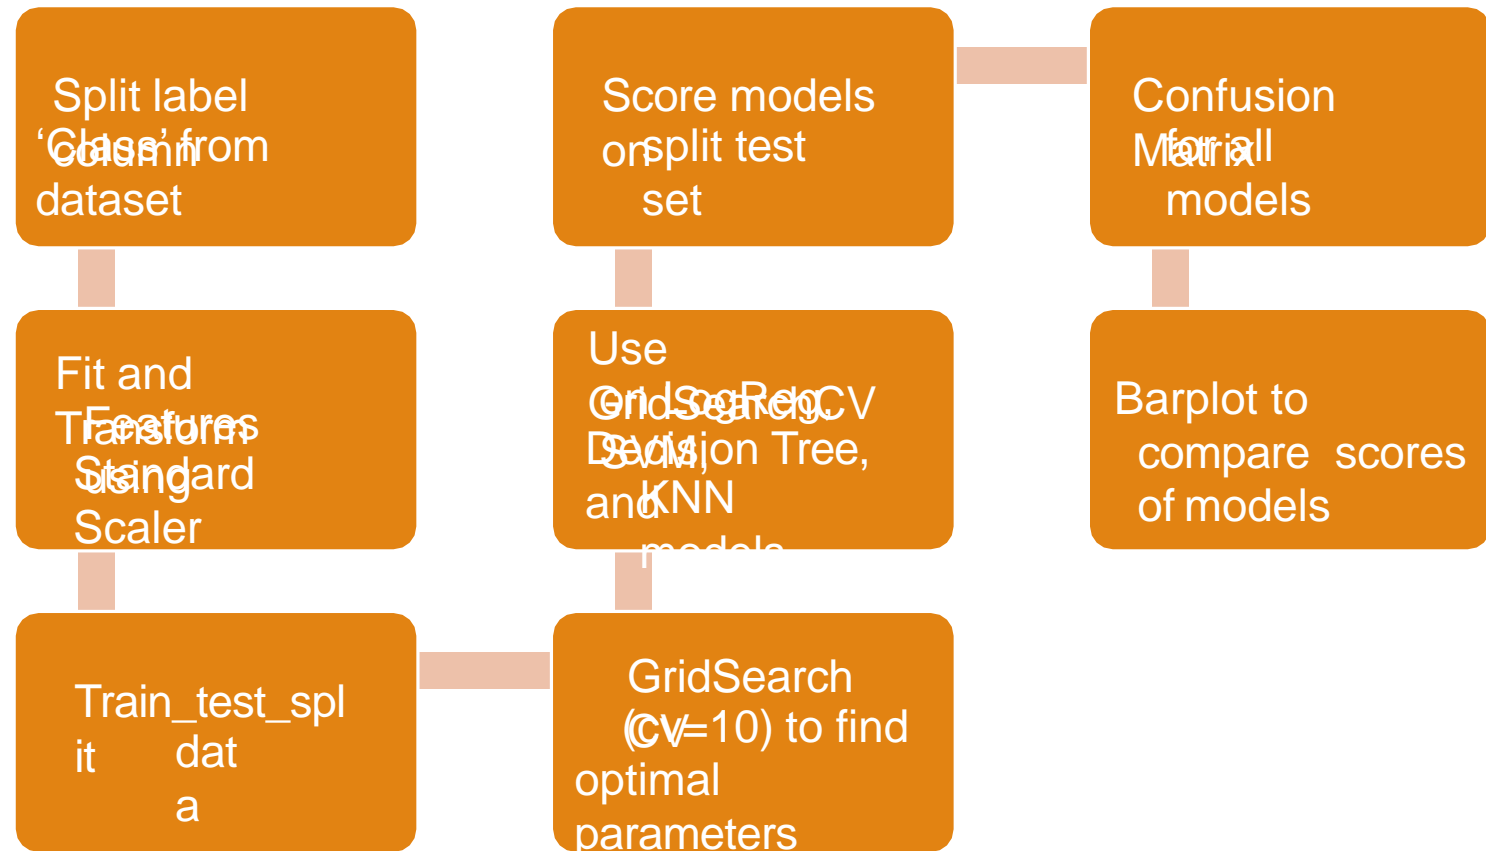 Split label
column
‘Class’ from
dataset
Fit and
Transform
Features
using
Standard
Scaler
Train_test_spl
it
dat
a
GridSearch
CV
(cv=10) to find
optimal
parameters
Use
GridSearchCV
on LogReg,
SVM,
Decision Tree,
and
KNN
models
Score models
on
split test
set
Confusion
Matrix
for all
models
Barplot to
compare scores
of models